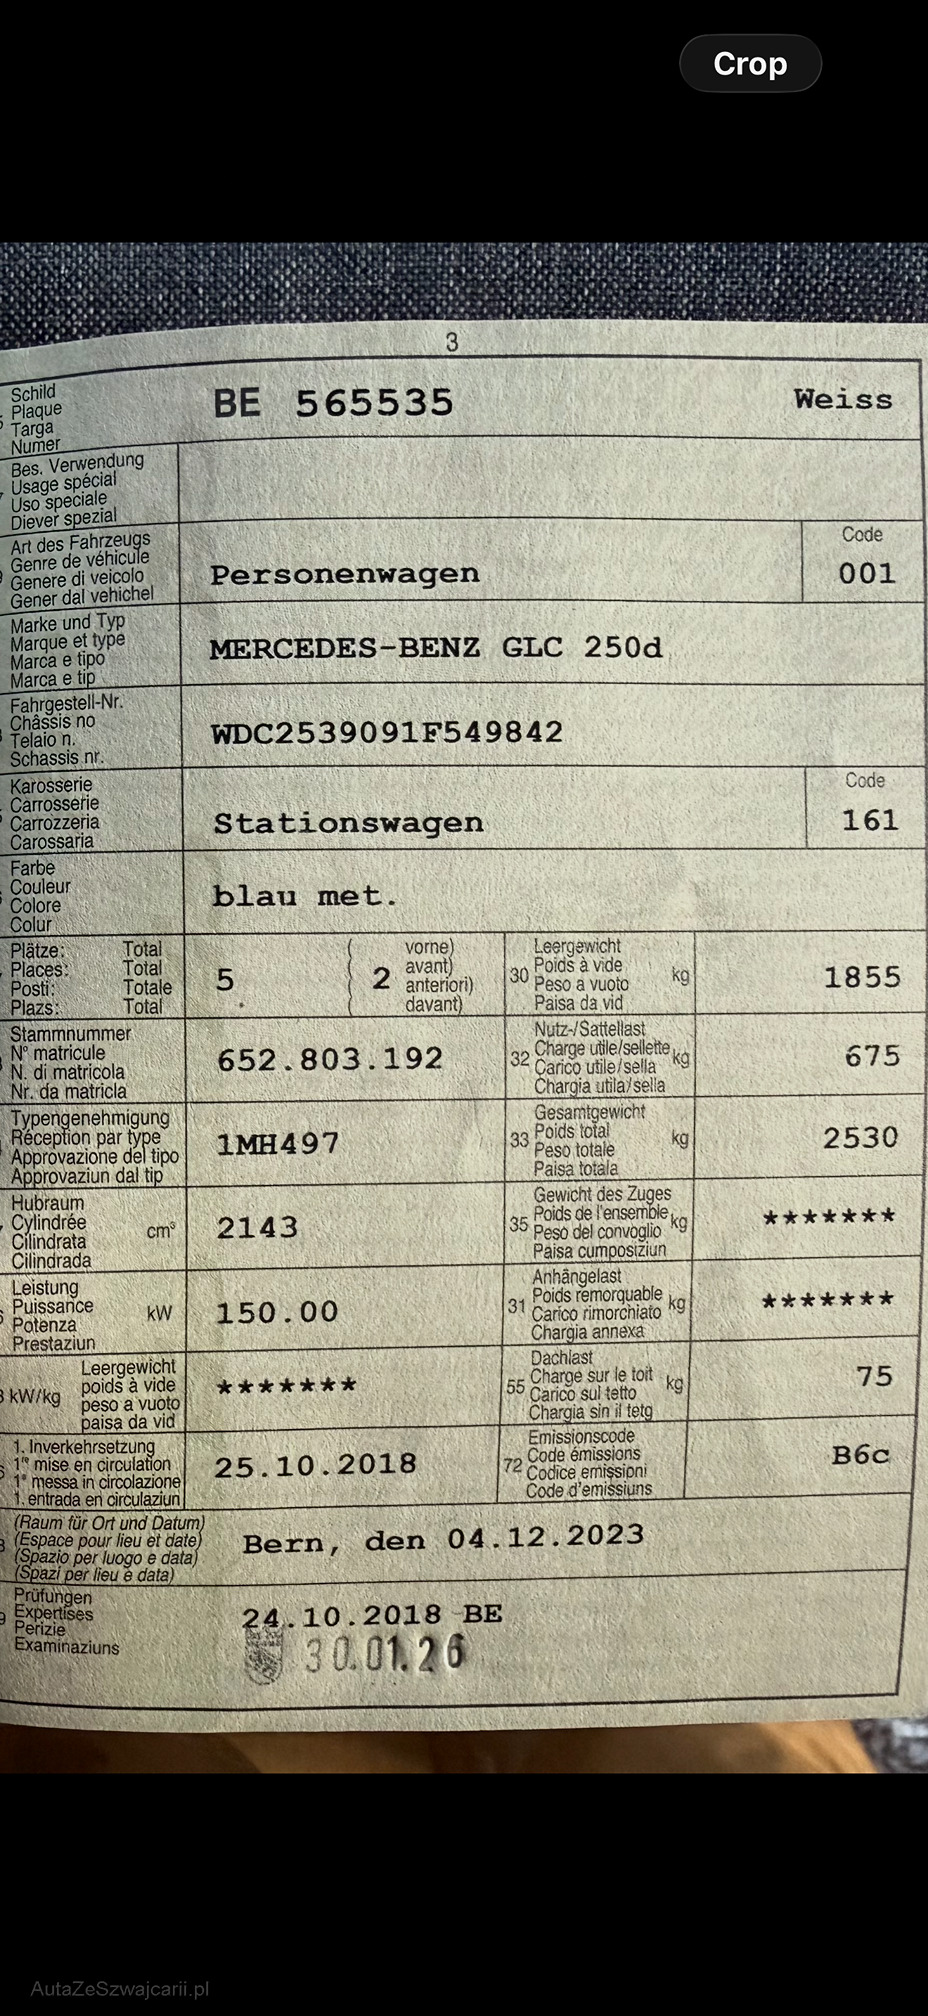 Crop
3
Schild
Plaque
Targa
Numer
BE 565535 Weiss
Bes. Verwendung
Usage spécial
Uso speciale
Diever spezial
Art des Fahrzeugs
Genre de véhicule
Genere di veicolo
Gener dal vehichel
Personenwagen
Code
001
Marke und Typ
Marque et type
Marca e tipo
Marca e tip
MERCEDES-BENZ GLC 250d
Fahrgestell-Nr.
Châssis no
Telaio n.
Schassis nr.
WDC2539091F549842
Karosserie
Carrosserie
Carrozzeria
Carossaria
Stationswagen
Code
161
Farbe
Couleur
Colore
Colur
blau met.
Plätze: Total
Places: Total
Posti: Totale
Plazs: Total
5
( 2 vorne)
avant)
anteriori)
davant)
30 Leergewicht
Poids à vide
Peso a vuoto
Paisa da vid
kg
1855
Stammnummer
N° matricule
N. di matricola
Nr. da matricla
652.803.192
32 Nutz-/Sattellast
Charge utile/sellette
Carico utile/sella
Chargia utila/sella
kg
675
Typengenehmigung
Réception par type
Approvazione del tipo
Approvaziun dal tip
1MH497
33 Gesamtgewicht
Poids total
Peso totale
Paisa totala
kg
2530
Hubraum
Cylindrée
Cilindrata
Cilindrada
cm³
2143
35 Gewicht des Zuges
Poids de l'ensemble
Peso del convoglio
Paisa cumposiziun
kg
*******
Leistung
Puissance
Potenza
Prestaziun
kW
150.00
31 Anhängelast
Poids remorquable
Carico rimorchiato
Chargia annexa
kg
*******
kW/kg
Leergewicht
poids à vide
peso a vuoto
paisa da vid
*******
55 Dachlast
Charge sur le toit
Carico sul tetto
Chargia sin il tetg
kg
75
1. Inverkehrsetzung
1re mise en circulation
1a messa in circolazione
1. entrada en circulaziun
25.10.2018
72 Emissionscode
Code émissions
Codice emissioni
Code d'emissiuns
B6c
(Raum für Ort und Datum)
(Espace pour lieu et date)
(Spazio per luogo e data)
(Spazi per lieu e data)
Bern, den 04.12.2023
Prüfungen
Expertises
Perizie
Examinaziuns
24.10.2018 BE
30.01.26
AutaZeSzwajcarii.pl